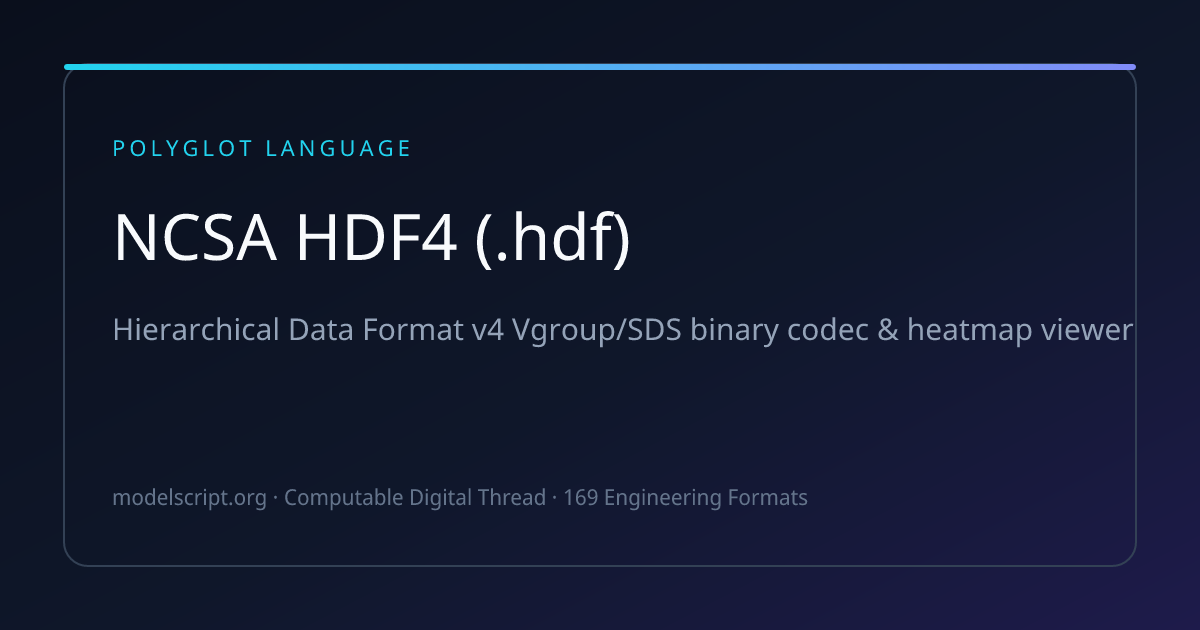 POLYGLOT LANGUAGE
NCSA HDF4 (.hdf)
Hierarchical Data Format v4 Vgroup/SDS binary codec & heatmap viewer
modelscript.org · Computable Digital Thread · 169 Engineering Formats